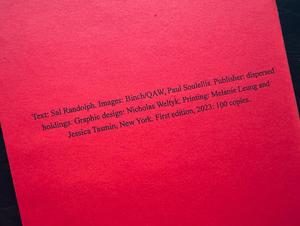 Text: Sal Randolph. Images: Binch/QAW, Paul Soulellis. Publisher: dispersed
holdings. Graphic design: Nicholas Weltyk. Printing: Melanie Leung and
Jessica Tasmin, New York. First edition, 2023: 100 copies.